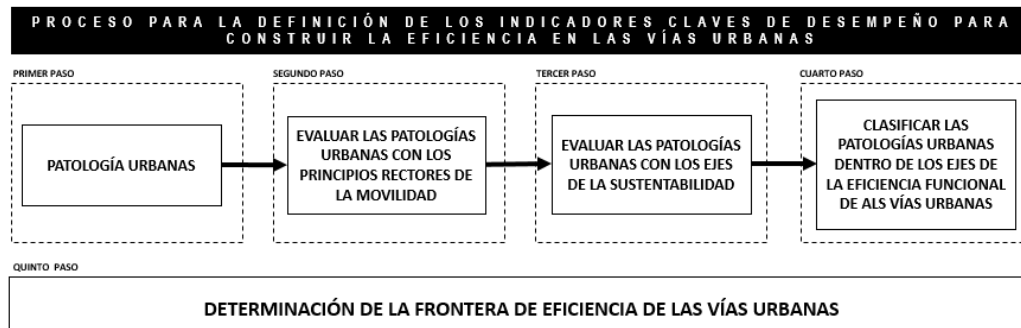 PROCESO PARA LA DEFINICIÓN DE LOS INDICADORES CLAVES DE DESEMPEÑO PARA
CONSTRUIR LA EFICIENCIA EN LAS VÍAS URBANAS
PRIMER PASO
PATOLOGÍA URBANAS
SEGUNDO PASO
EVALUAR LAS PATOLOGÍAS
URBANAS CON LOS
PRINCIPIOS RECTORES DE
LA MOVILIDAD
TERCER PASO
EVALUAR LAS PATOLOGÍAS
URBANAS CON LOS EJES
DE LA SUSTENTABILIDAD
CUARTO PASO
CLASIFICAR LAS
PATOLOGÍAS URBANAS
DENTRO DE LOS EJES DE
LA EFICIENCIA FUNCIONAL
DE ALS VÍAS URBANAS
QUINTO PASO
DETERMINACIÓN DE LA FRONTERA DE EFICIENCIA DE LAS VÍAS URBANAS